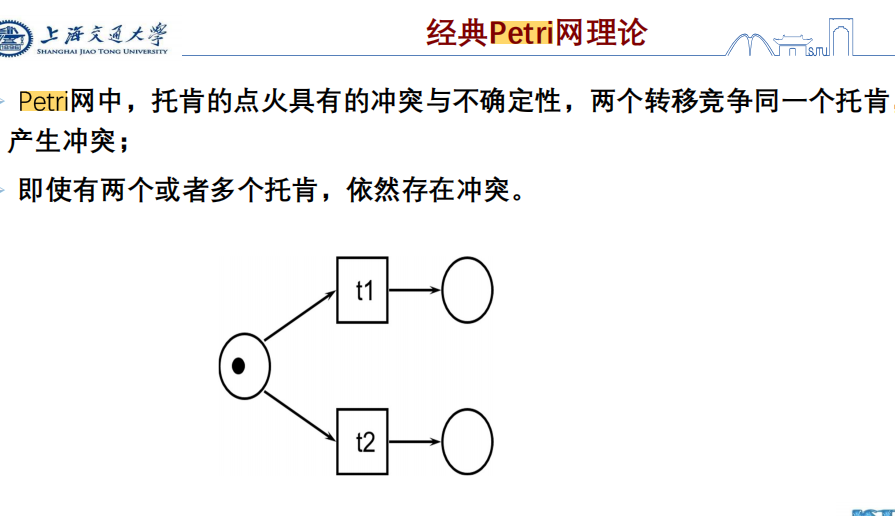 上海交通大学
SHANGHAI JIAO TONG UNIVERSITY
经典Petri网理论
SJTU
Petri网中，托肯的点火具有的冲突与不确定性，两个转移竞争同一个托肯
产生冲突；
即使有两个或者多个托肯，依然存在冲突。
t1
t2